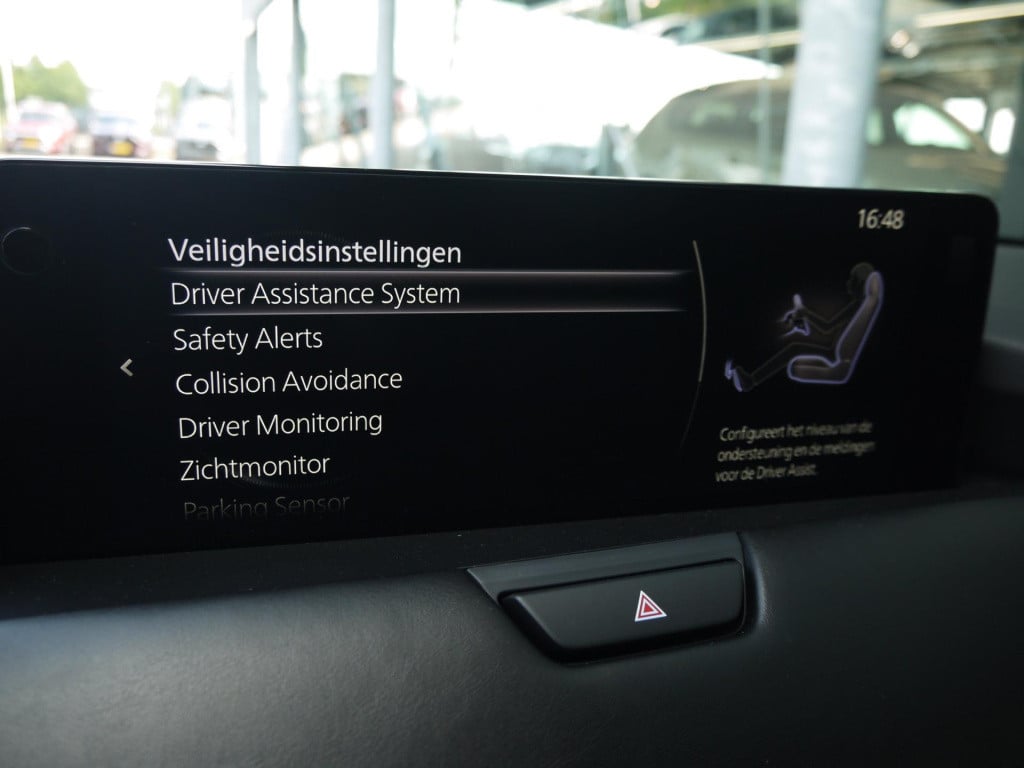 16:48
Veiligheidsinstellingen
Driver Assistance System
Safety Alerts
Collision Avoidance
Driver Monitoring
Zichtmonitor
Parking Sensor
Configureert het niveau van de
ondersteuning en de meldingen
voor de Driver Assist.